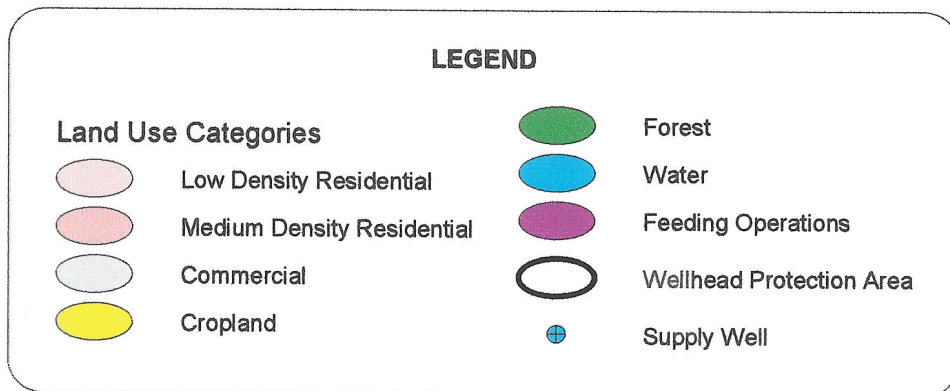 LEGEND
Land Use Categories
Low Density Residential
Medium Density Residential
Commercial
Cropland
Forest
Water
Feeding Operations
Wellhead Protection Area
Supply Well